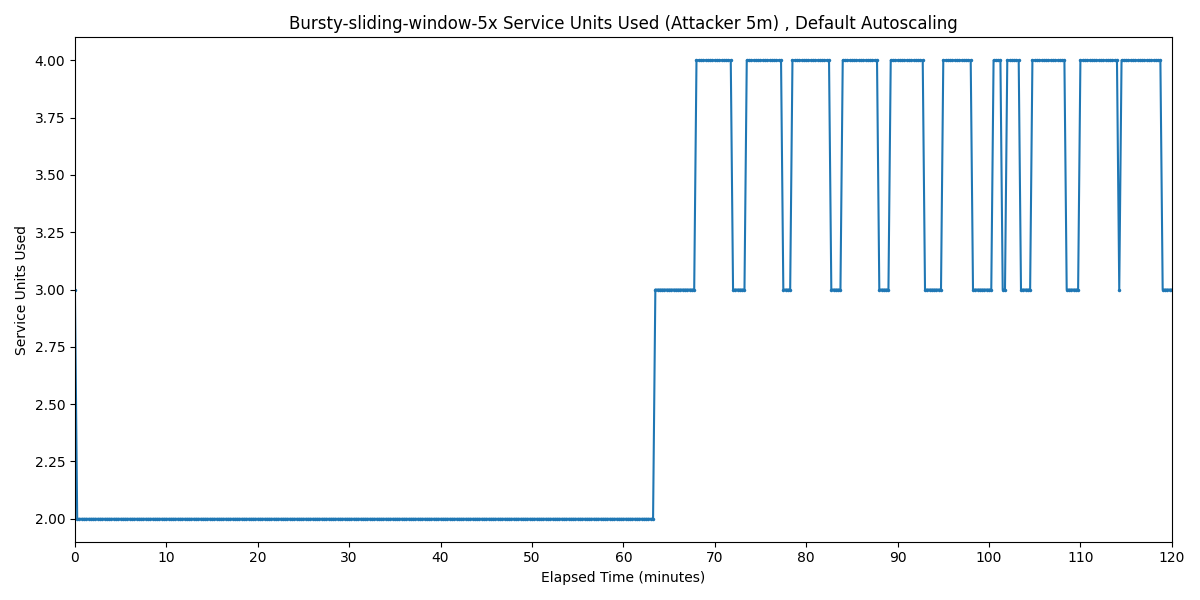 Bursty-sliding-window-5x Service Units Used (Attacker 5m) , Default Autoscaling
4.00
3.75
3.50
3.25
3.00
2.75
2.50
2.25
2.00
Service Units Used
0 10 20 30 40 50 60 70 80 90 100 110 120
Elapsed Time (minutes)